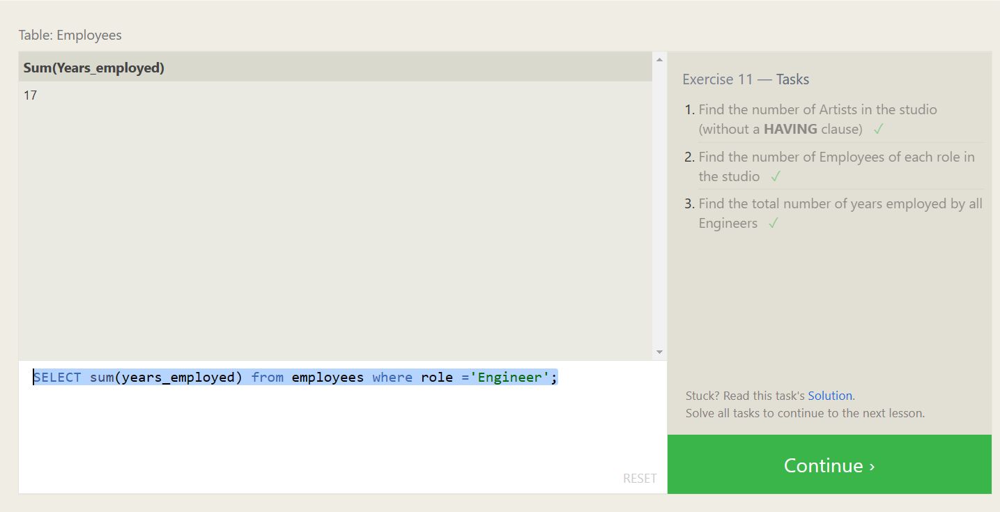 Table: Employees
Sum(Years_employed)
17
SELECT sum(years_employed) from employees where role ='Engineer';
RESET
Exercise 11 — Tasks
1. Find the number of Artists in the studio
(without a HAVING clause) ✓
2. Find the number of Employees of each role in
the studio ✓
3. Find the total number of years employed by all
Engineers ✓
Stuck? Read this task's Solution.
Solve all tasks to continue to the next lesson.
Continue ›